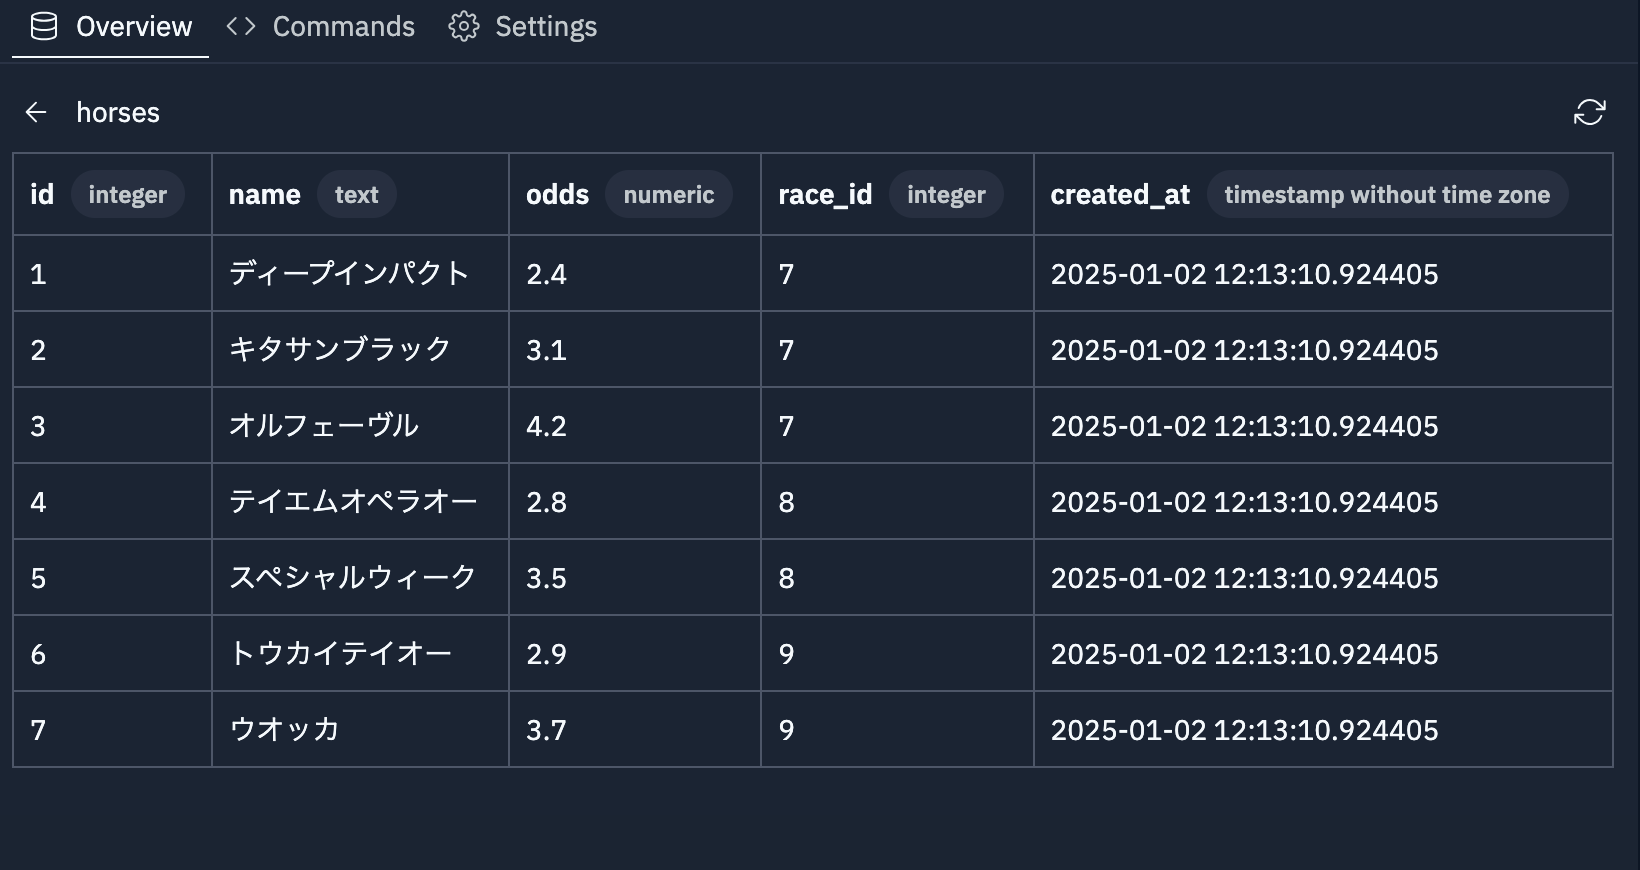 Overview <> Commands Settings
← horses
id integer name text odds numeric race_id integer created_at timestamp without time zone
1 ディープインパクト 2.4 7 2025-01-02 12:13:10.924405
2 キタサンブラック 3.1 7 2025-01-02 12:13:10.924405
3 オルフェーヴル 4.2 7 2025-01-02 12:13:10.924405
4 テイエムオペラオー 2.8 8 2025-01-02 12:13:10.924405
5 スペシャルウィーク 3.5 8 2025-01-02 12:13:10.924405
6 トウカイテイオー 2.9 9 2025-01-02 12:13:10.924405
7 ウオッカ 3.7 9 2025-01-02 12:13:10.924405